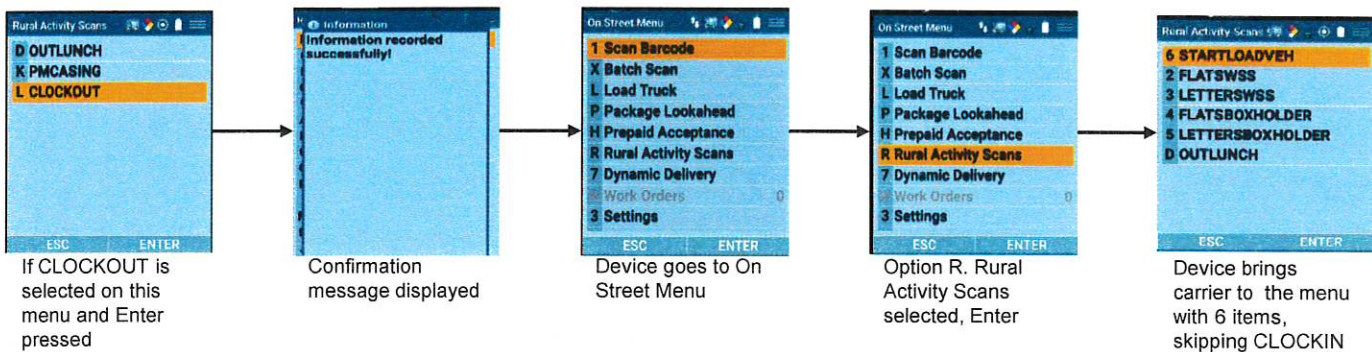 Rural Activity Scans
D OUTLUNCH
K PMCASING
L CLOCKOUT
ESC ENTER
If CLOCKOUT is
selected on this
menu and Enter
pressed
Information
Information recorded
successfully!
Confirmation
message displayed
On Street Menu
1 Scan Barcode
X Batch Scan
L Load Truck
P Package Lookahead
H Prepaid Acceptance
R Rural Activity Scans
7 Dynamic Delivery
Work Orders 0
3 Settings
ESC ENTER
Device goes to On
Street Menu
On Street Menu
1 Scan Barcode
X Batch Scan
L Load Truck
P Package Lookahead
H Prepaid Acceptance
R Rural Activity Scans
7 Dynamic Delivery
Work Orders 0
3 Settings
ESC ENTER
Option R. Rural
Activity Scans
selected, Enter
Rural Activity Scans
6 STARTLOADVEH
2 FLATSWSS
3 LETTERSWSS
4 FLATSBOXHOLDER
5 LETTERSBOXHOLDER
D OUTLUNCH
ESC ENTER
Device brings
carrier to the menu
with 6 items,
skipping CLOCKIN